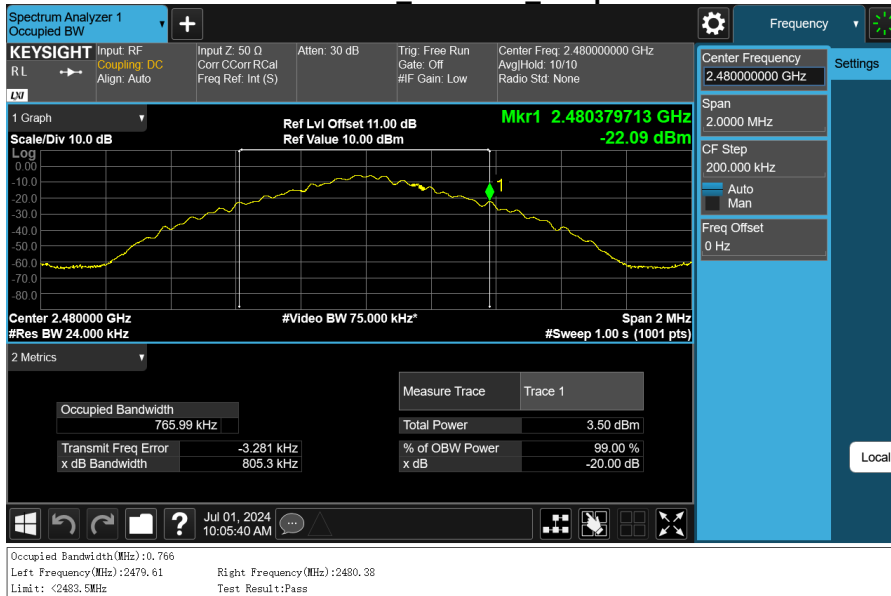 Spectrum Analyzer 1
Occupied BW
Frequency
KEYSIGHT
RL
LXI
Input: RF
Coupling: DC
Align: Auto
Input Z: 50 Ω
Corr CCorr RCal
Freq Ref: Int (S)
Atten: 30 dB
Trig: Free Run
Gate: Off
#IF Gain: Low
Center Freq: 2.480000000 GHz
Avg|Hold: 10/10
Radio Std: None
Center Frequency
2.480000000 GHz
Settings
Span
2.0000 MHz
CF Step
200.000 kHz
Auto
Man
Freq Offset
0 Hz
Local
1 Graph
Scale/Div 10.0 dB
Ref Lvl Offset 11.00 dB
Ref Value 10.00 dBm
Mkr1 2.480379713 GHz
-22.09 dBm
Log
0.00
-10.0
-20.0
-30.0
-40.0
-50.0
-60.0
-70.0
-80.0
1
Center 2.480000 GHz
#Res BW 24.000 kHz
#Video BW 75.000 kHz*
Span 2 MHz
#Sweep 1.00 s (1001 pts)
2 Metrics
Occupied Bandwidth
765.99 kHz
Transmit Freq Error -3.281 kHz
x dB Bandwidth 805.3 kHz
Measure Trace Trace 1
Total Power 3.50 dBm
% of OBW Power 99.00 %
x dB -20.00 dB
?
Jul 01, 2024
10:05:40 AM
Occupied Bandwidth(MHz):0.766
Left Frequency(MHz):2479.61 Right Frequency(MHz):2480.38
Limit: <2483.5MHz Test Result:Pass